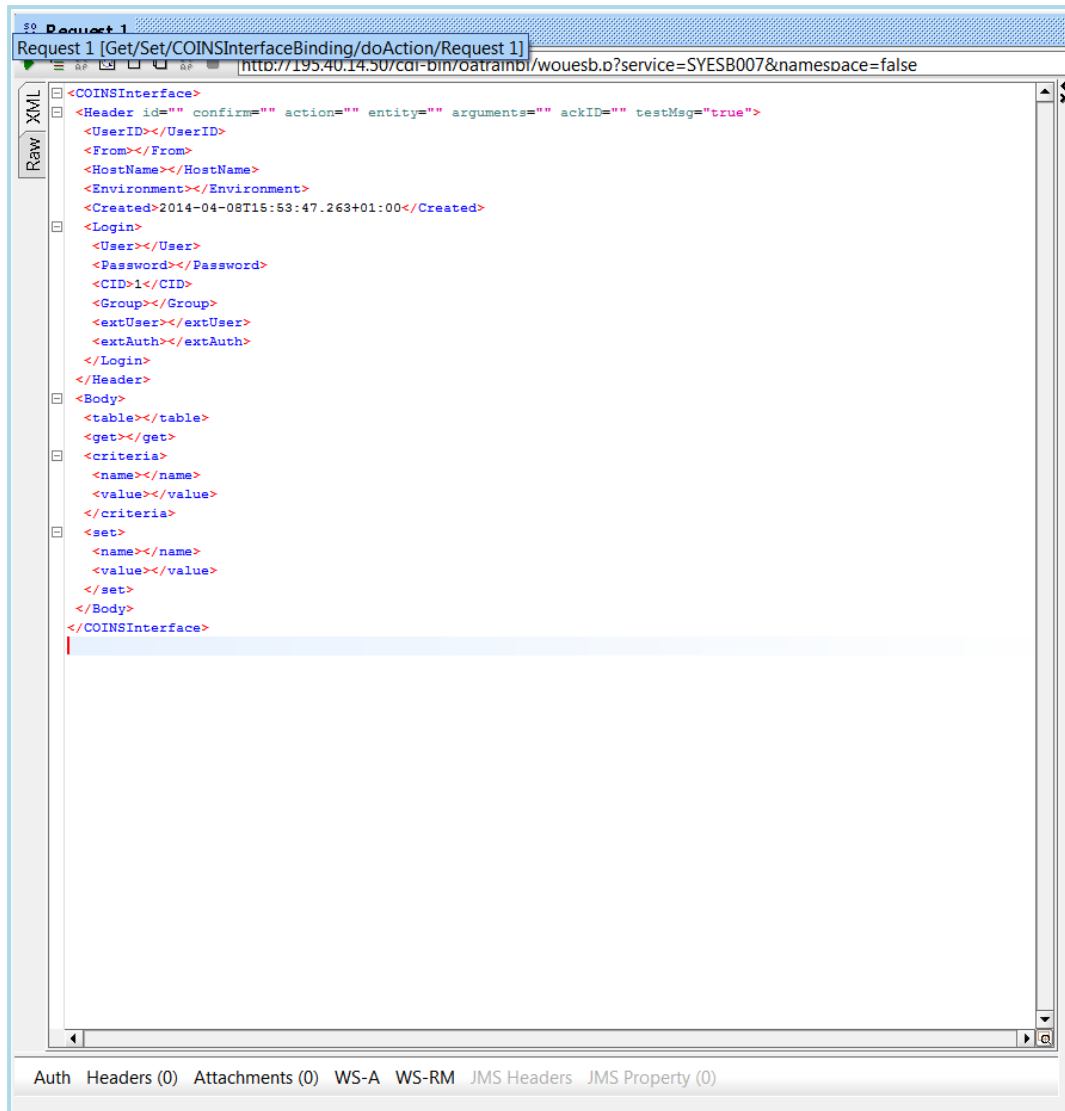 Request 1
Request 1 [Get/Set/COINSInterfaceBinding/doAction/Request 1]
http://195.40.14.50/cgi-bin/oatrainbi/wouesb.p?service=SYESB007&namespace=false
XML
Raw
<COINSInterface>
<Header id="" confirm="" action="" entity="" arguments="" ackID="" testMsg="true">
<UserID></UserID>
<From></From>
<HostName></HostName>
<Environment></Environment>
<Created>2014-04-08T15:53:47.263+01:00</Created>
<Login>
<User></User>
<Password></Password>
<CID>1</CID>
<Group></Group>
<extUser></extUser>
<extAuth></extAuth>
</Login>
</Header>
<Body>
<table></table>
<get></get>
<criteria>
<name></name>
<value></value>
</criteria>
<set>
<name></name>
<value></value>
</set>
</Body>
</COINSInterface>
Auth Headers (0) Attachments (0) WS-A WS-RM JMS Headers JMS Property (0)